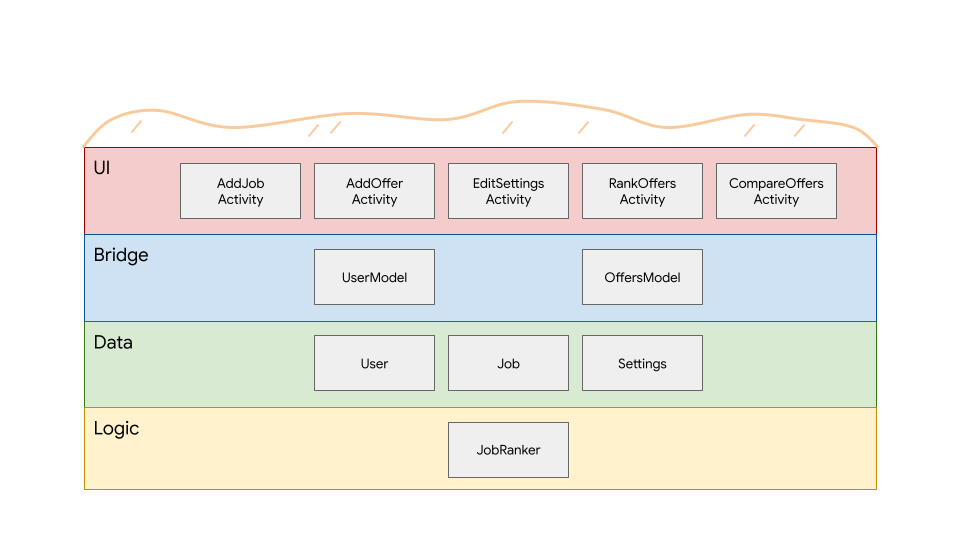 UI
AddJob
Activity
AddOffer
Activity
EditSettings
Activity
RankOffers
Activity
CompareOffers
Activity
Bridge
UserModel
OffersModel
Data
User
Job
Settings
Logic
JobRanker